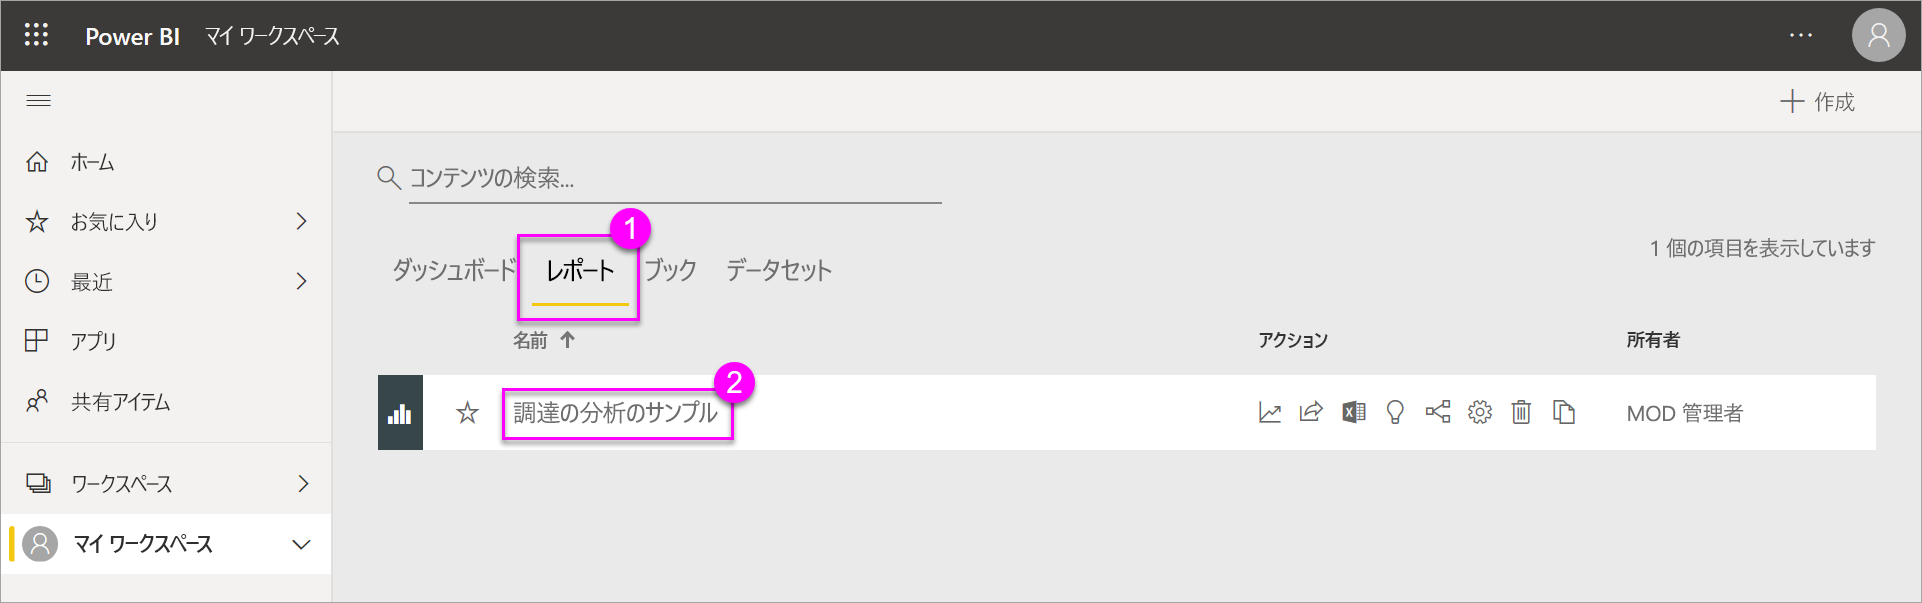 Power BI マイ ワークスペース ...
作成
ホーム
コンテンツの検索...
お気に入り
1
ダッシュボード レポート ブック データセット
1 個の項目を表示しています
最近
アプリ
名前 アクション 所有者
2
共有アイテム
調達の分析のサンプル MOD 管理者
ワークスペース
マイ ワークスペース